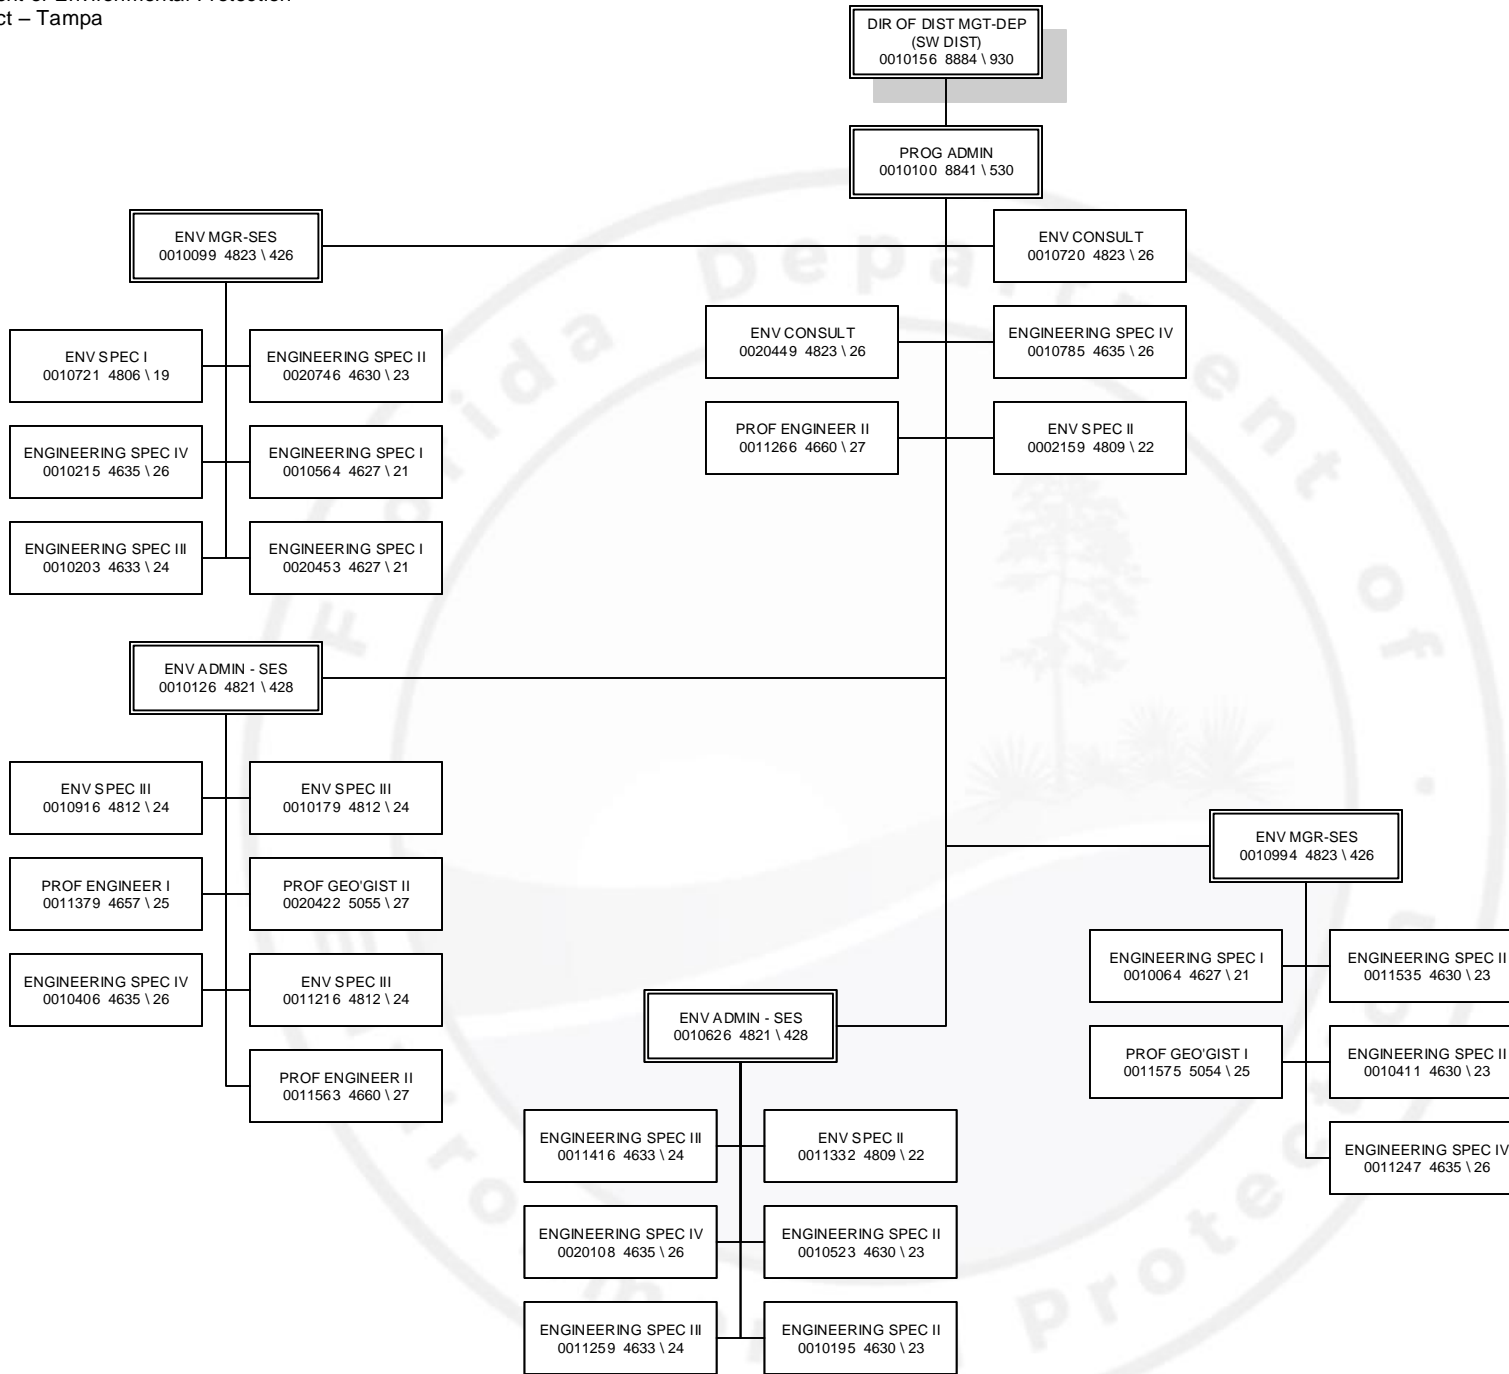 ct – Tampa
DIR OF DIST MGT-DEP
(SW DIST)
0010156 8884 \ 930
PROG ADMIN
0010100 8841 \ 530
ENV MGR-SES
0010099 4823 \ 426
ENV CONSULT
0010720 4823 \ 26
ENV CONSULT
0020449 4823 \ 26
ENGINEERING SPEC IV
0010785 4635 \ 26
PROF ENGINEER II
0011266 4660 \ 27
ENV SPEC II
0002159 4809 \ 22
ENV SPEC I
0010721 4806 \ 19
ENGINEERING SPEC II
0020746 4630 \ 23
ENGINEERING SPEC IV
0010215 4635 \ 26
ENGINEERING SPEC I
0010564 4627 \ 21
ENGINEERING SPEC III
0010203 4633 \ 24
ENGINEERING SPEC I
0020453 4627 \ 21
ENV ADMIN - SES
0010126 4821 \ 428
ENV SPEC III
0010916 4812 \ 24
ENV SPEC III
0010179 4812 \ 24
PROF ENGINEER I
0011379 4657 \ 25
PROF GEO'GIST II
0020422 5055 \ 27
ENGINEERING SPEC IV
0010406 4635 \ 26
ENV SPEC III
0011216 4812 \ 24
PROF ENGINEER II
0011563 4660 \ 27
ENV MGR-SES
0010994 4823 \ 426
ENGINEERING SPEC I
0010064 4627 \ 21
ENGINEERING SPEC II
0011535 4630 \ 23
PROF GEO'GIST I
0011575 5054 \ 25
ENGINEERING SPEC II
0010411 4630 \ 23
ENGINEERING SPEC IV
0011247 4635 \ 26
ENV ADMIN - SES
0010626 4821 \ 428
ENGINEERING SPEC III
0011416 4633 \ 24
ENV SPEC II
0011332 4809 \ 22
ENGINEERING SPEC IV
0020108 4635 \ 26
ENGINEERING SPEC II
0010523 4630 \ 23
ENGINEERING SPEC III
0011259 4633 \ 24
ENGINEERING SPEC II
0010195 4630 \ 23
Florida Department of